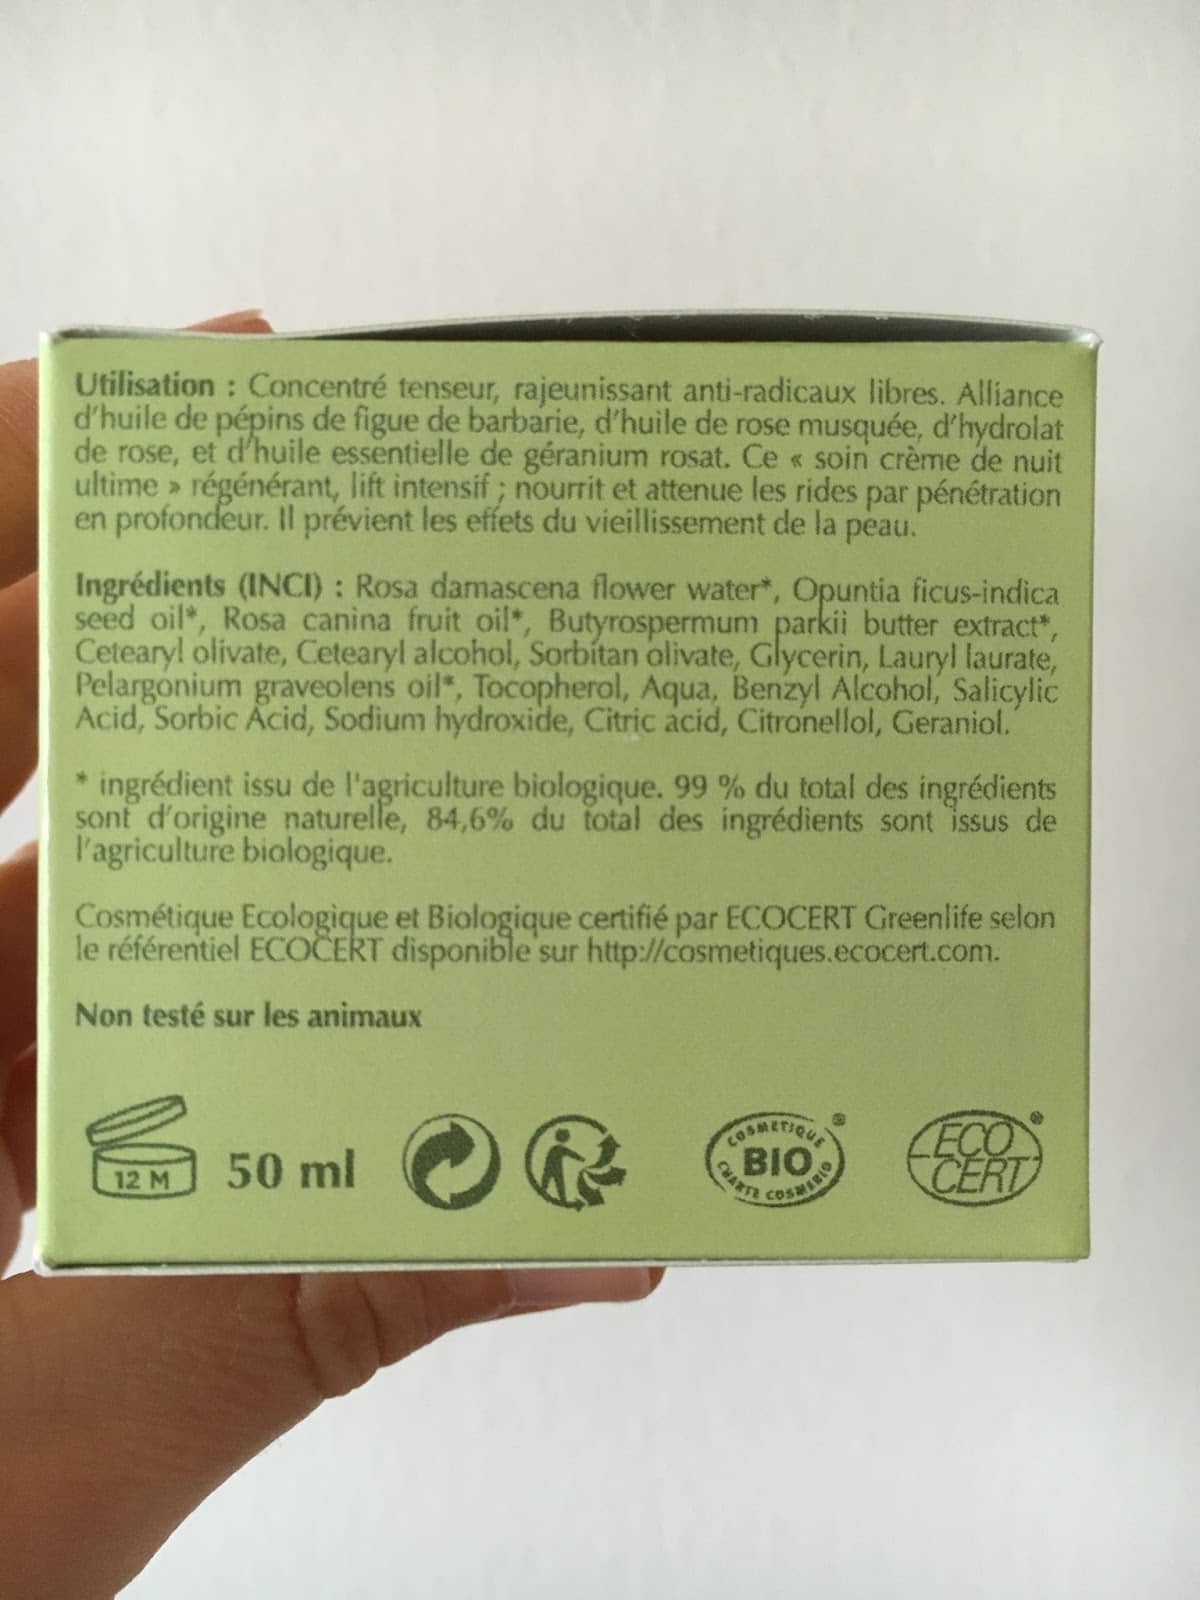 Utilisation : Concentré tenseur, rajeunissant anti-radicaux libres. Alliance
d'huile de pépins de figue de barbarie, d'huile de rose musquée, d'hydrolat
de rose, et d'huile essentielle de géranium rosat. Ce « soin crème de nuit
ultime » régénérant, lift intensif ; nourrit et attenue les rides par pénétration
en profondeur. Il prévient les effets du vieillissement de la peau.
Ingrédients (INCI) : Rosa damascena flower water*, Opuntia ficus-indica
seed oil*, Rosa canina fruit oil*, Butyrospermum parkii butter extract*,
Cetearyl olivate, Cetearyl alcohol, Sorbitan olivate, Glycerin, Lauryl laurate,
Pelargonium graveolens oil*, Tocopherol, Aqua, Benzyl Alcohol, Salicylic
Acid, Sorbic Acid, Sodium hydroxide, Citric acid, Citronellol, Geraniol.
* ingrédient issu de l'agriculture biologique. 99 % du total des ingrédients
sont d'origine naturelle, 84,6% du total des ingrédients sont issus de
l'agriculture biologique.
Cosmétique Ecologique et Biologique certifié par ECOCERT Greenlife selon
le référentiel ECOCERT disponible sur http://cosmetiques.ecocert.com.
Non testé sur les animaux
12 M
50 ml
COSMETIQUE
BIO
CHARTE COSMEBIO
®
ECO
CERT
®